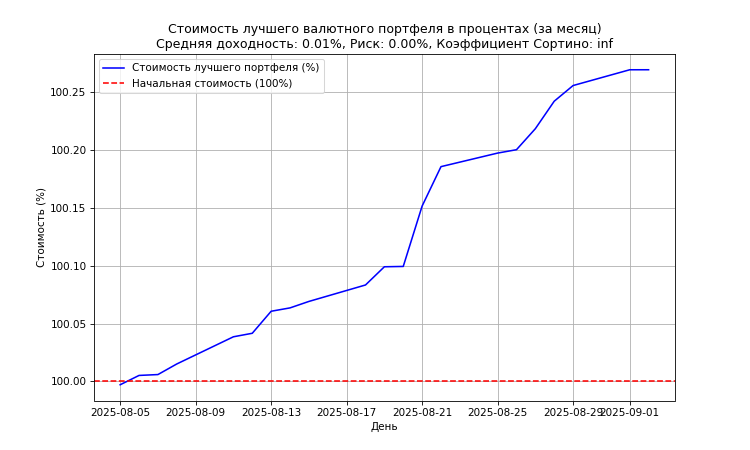 Стоимость лучшего валютного портфеля в процентах (за месяц)
Средняя доходность: 0.01%, Риск: 0.00%, Коэффициент Сортино: inf
Стоимость лучшего портфеля (%)
Начальная стоимость (100%)
Стоимость (%)
100.25
100.20
100.15
100.10
100.05
100.00
2025-08-05 2025-08-09 2025-08-13 2025-08-17 2025-08-21 2025-08-25 2025-08-29 2025-09-01
День